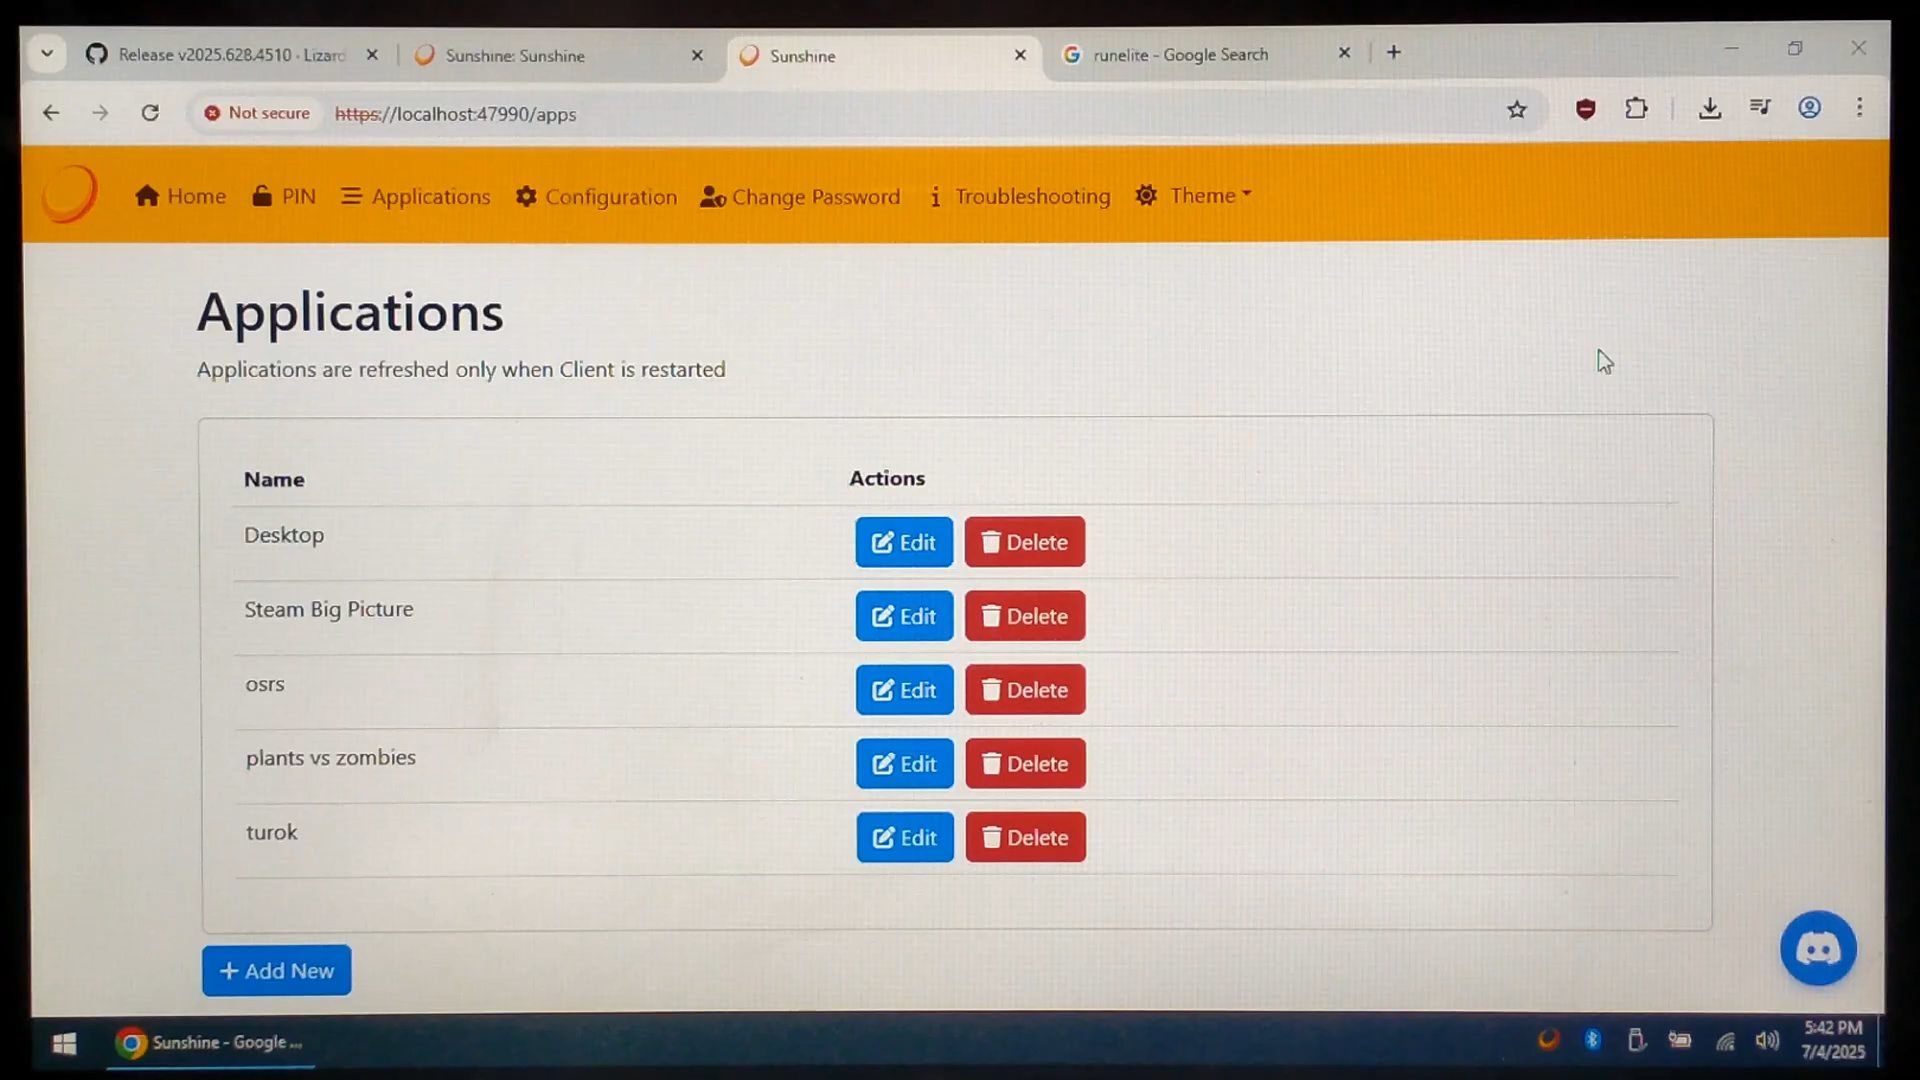 Release v2025.628.4510 · Lizard
Sunshine: Sunshine
Sunshine
runelite - Google Search
Not secure
https://localhost:47990/apps
Home
PIN
Applications
Configuration
Change Password
Troubleshooting
Theme
Applications
Applications are refreshed only when Client is restarted
Name Actions
Desktop Edit Delete
Steam Big Picture Edit Delete
osrs Edit Delete
plants vs zombies Edit Delete
turok Edit Delete
+ Add New
Sunshine - Google ...
5:42 PM
7/4/2025